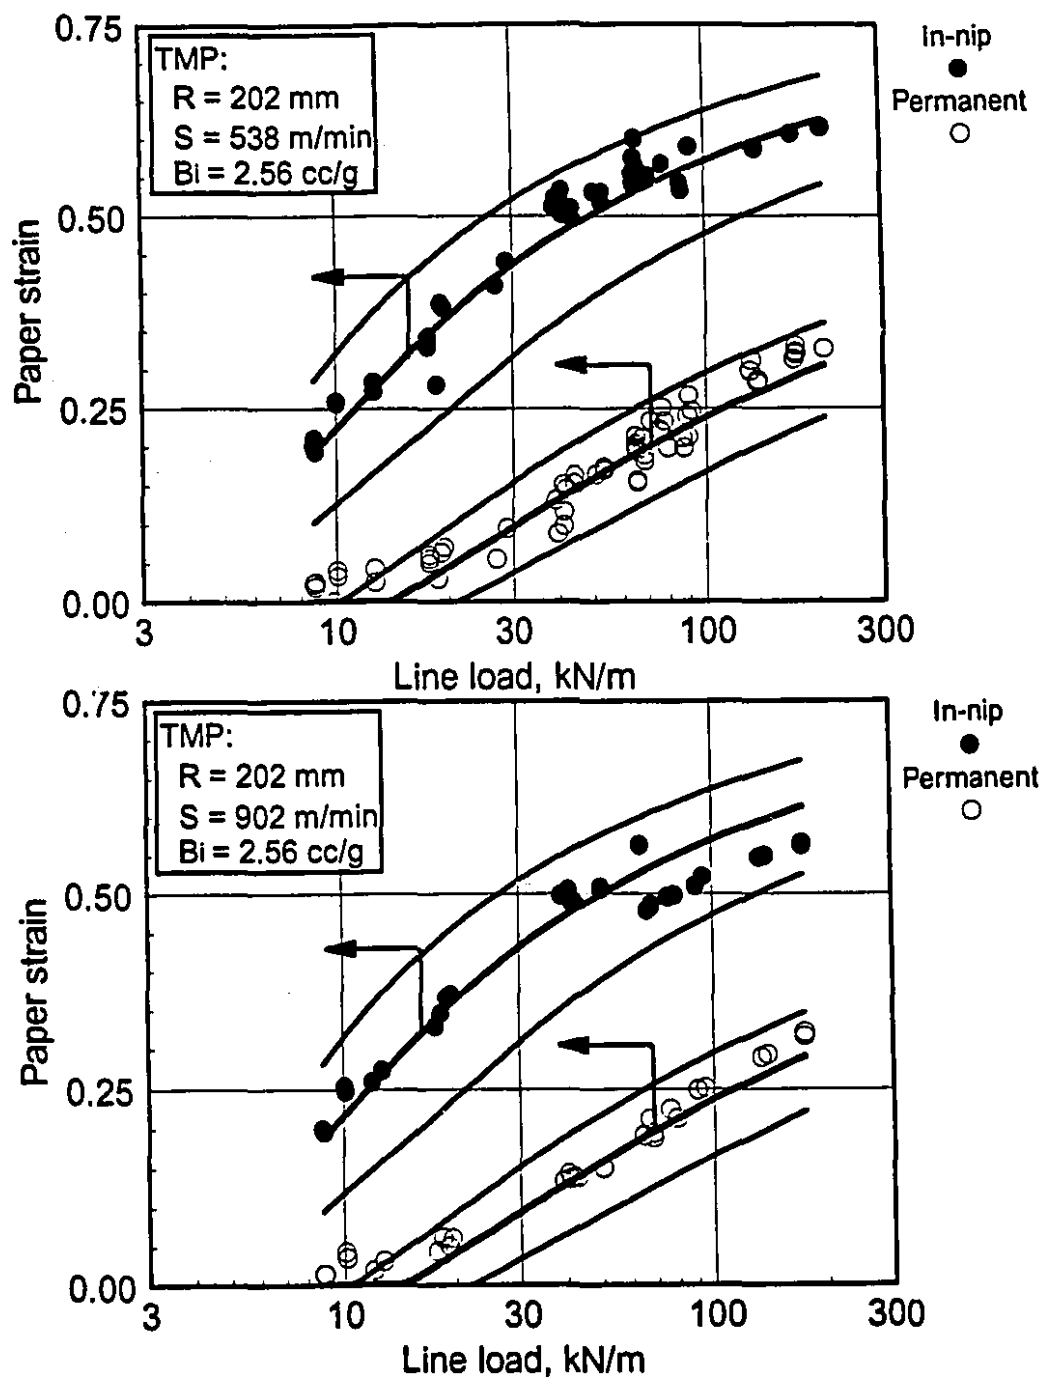 0.75
TMP:
R = 202 mm
S = 538 m/min
Bi = 2.56 cc/g
In-nip
Permanent
0.50
0.25
0.00
Paper strain
3 10 30 100 300
Line load, kN/m
0.75
TMP:
R = 202 mm
S = 902 m/min
Bi = 2.56 cc/g
In-nip
Permanent
0.50
0.25
0.00
Paper strain
3 10 30 100 300
Line load, kN/m